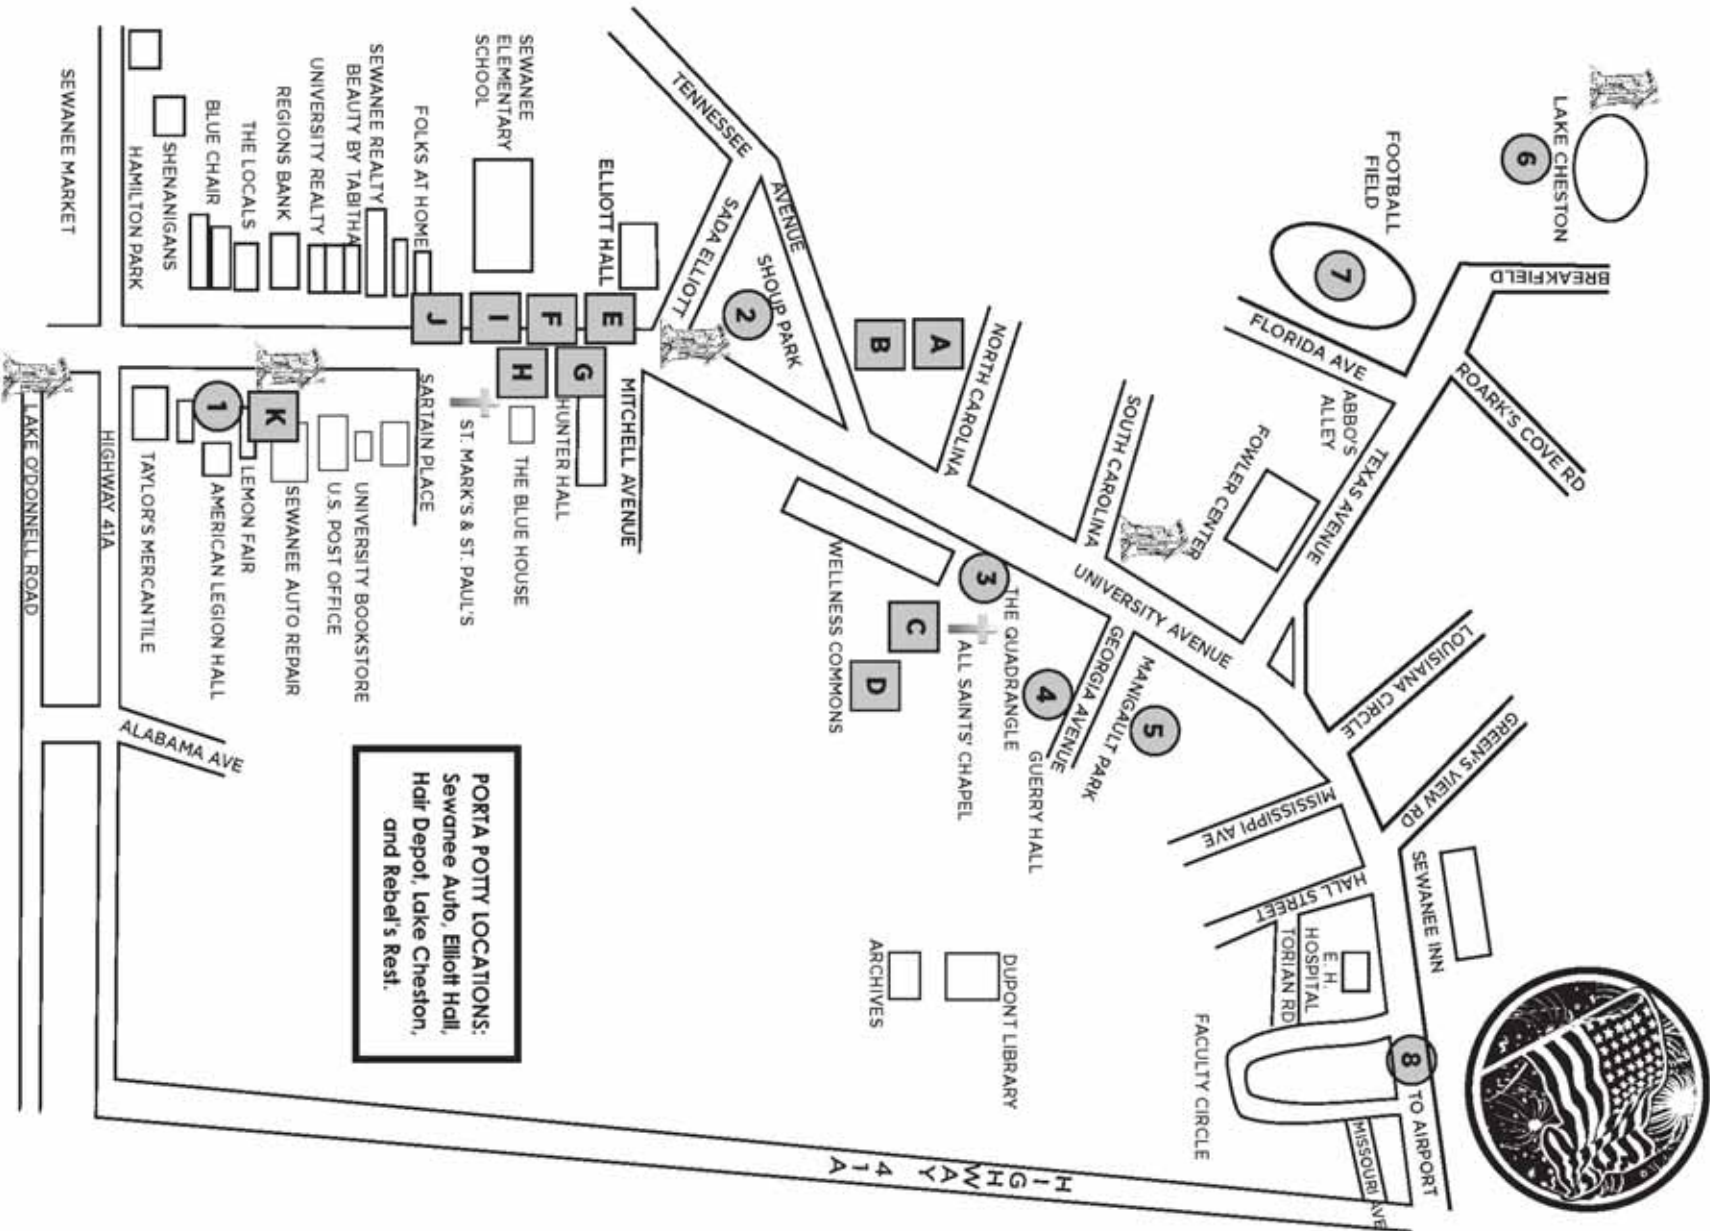 LAKE CHESTON
6
FOOTBALL
FIELD
7
BREAKFIELD
FLORIDA AVE
ROARK'S COVE RD
ABBO'S
ALLEY
TEXAS AVENUE
FOWLER CENTER
TENNESSEE
AVENUE
SADA ELLIOTT
SHOUP PARK
2
A
B
NORTH CAROLINA
SOUTH CAROLINA
UNIVERSITY AVENUE
LOUISIANA CIRCLE
GREEN'S VIEW RD
SEWANEE INN
MISSISSIPPI AVE
HALL STREET
E. H.
HOSPITAL
TORIAN RD
8
TO AIRPORT
MISSOURI AVE
FACULTY CIRCLE
5
MANIGAULT PARK
GEORGIA AVENUE
4
GUERRY HALL
3
THE QUADRANGLE
ALL SAINTS' CHAPEL
C
D
WELLNESS COMMONS
DUPONT LIBRARY
ARCHIVES
SEWANEE
ELEMENTARY
SCHOOL
ELLIOTT HALL
E
F
I
J
G
H
MITCHELL AVENUE
HUNTER HALL
THE BLUE HOUSE
ST. MARK'S & ST. PAUL'S
SARTAIN PLACE
FOLKS AT HOME
SEWANEE REALTY
BEAUTY BY TABITHA
UNIVERSITY REALTY
REGIONS BANK
THE LOCALS
BLUE CHAIR
SHENANIGANS
HAMILTON PARK
SEWANEE MARKET
UNIVERSITY BOOKSTORE
U.S. POST OFFICE
SEWANEE AUTO REPAIR
K
LEMON FAIR
1
AMERICAN LEGION HALL
TAYLOR'S MERCANTILE
HIGHWAY 41A
LAKE O'DONNELL ROAD
ALABAMA AVE
PORTA POTTY LOCATIONS:
Sewanee Auto, Elliott Hall,
Hair Depot, Lake Cheston,
and Rebel's Rest.
HIGHWAY 41A